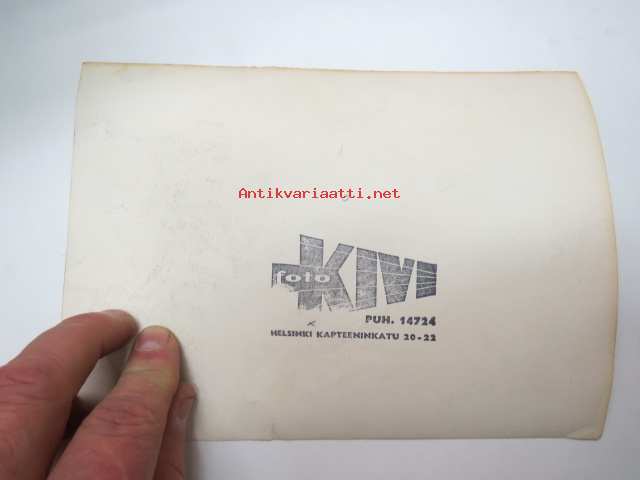 Antikvariaatti.net
foto KIVI
PUH. 14724
HELSINKI KAPTEENINKATU 20-22